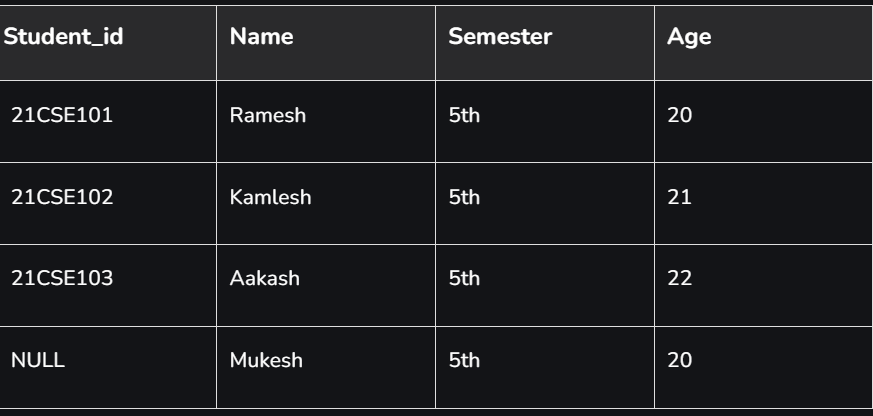 Student_id Name Semester Age
21CSE101 Ramesh 5th 20
21CSE102 Kamlesh 5th 21
21CSE103 Aakash 5th 22
NULL Mukesh 5th 20